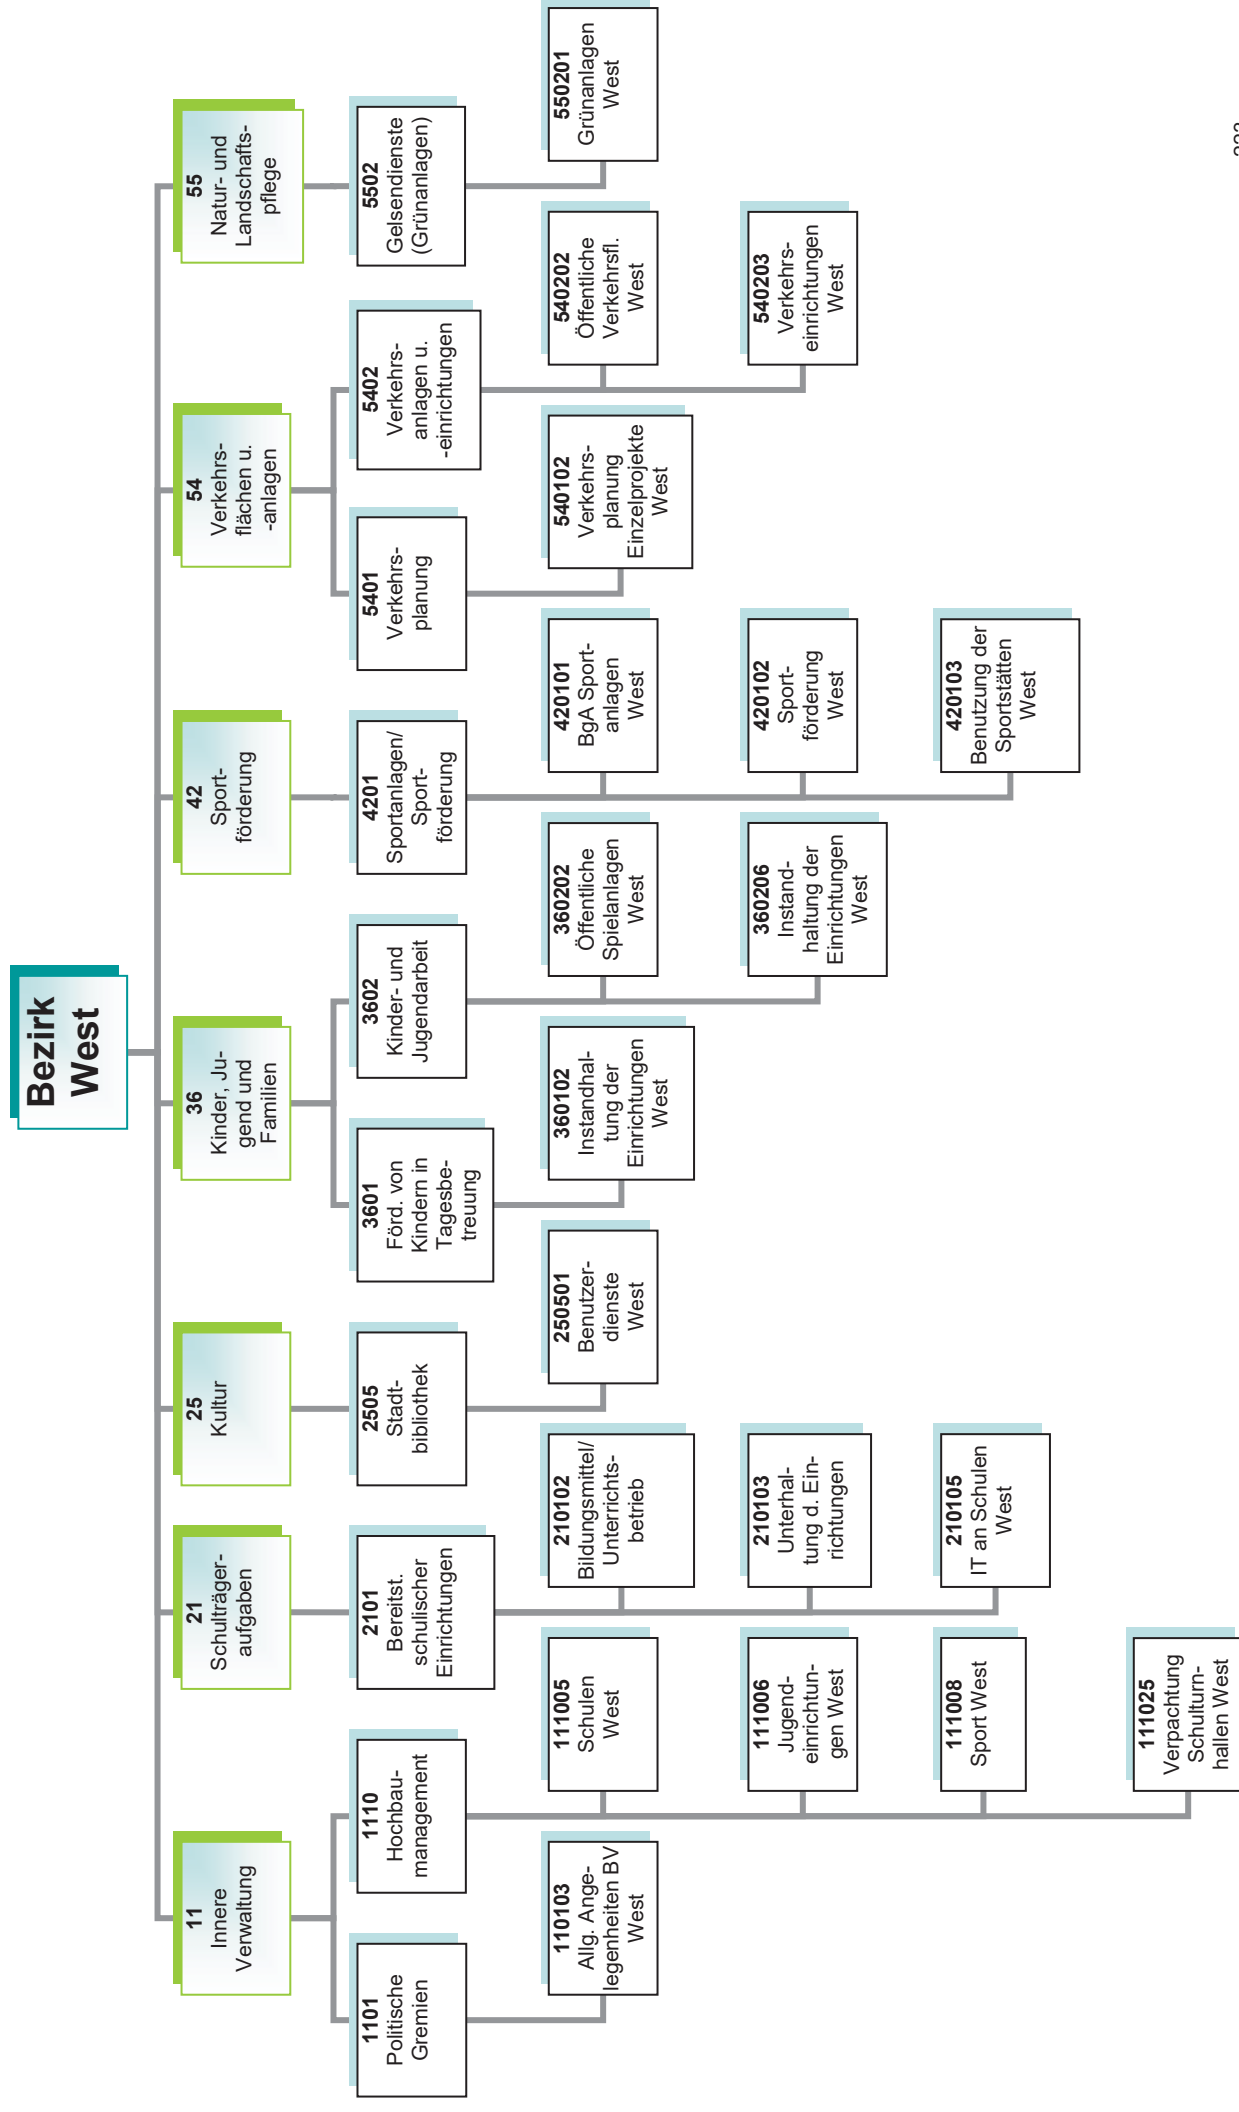 Bezirk
West
11
Innere
Verwaltung
21
Schulträger-
aufgaben
25
Kultur
36
Kinder, Ju-
gend und
Familien
42
Sport-
förderung
54
Verkehrs-
flächen u.
-anlagen
55
Natur- und
Landschafts-
pflege
1101
Politische
Gremien
1110
Hochbau-
management
2101
Bereitst.
schulischer
Einrichtungen
2505
Stadt-
bibliothek
3601
Förd. von
Kindern in
Tagesbe-
treuung
3602
Kinder- und
Jugendarbeit
4201
Sportanlagen/
Sport-
förderung
5401
Verkehrs-
planung
5402
Verkehrs-
anlagen u.
-einrichtungen
5502
Gelsendienste
(Grünanlagen)
110103
Allg. Ange-
legenheiten BV
West
111005
Schulen
West
210102
Bildungsmittel/
Unterrichts-
betrieb
250501
Benutzer-
dienste
West
360102
Instandhal-
tung der
Einrichtungen
West
360202
Öffentliche
Spielanlagen
West
420101
BgA Sport-
anlagen
West
540102
Verkehrs-
planung
Einzelprojekte
West
540202
Öffentliche
Verkehrsfl.
West
550201
Grünanlagen
West
111006
Jugend-
einrichtun-
gen West
210103
Unterhal-
tung d. Ein-
richtungen
360206
Instand-
haltung der
Einrichtungen
West
420102
Sport-
förderung
West
540203
Verkehrs-
einrichtungen
West
111008
Sport West
210105
IT an Schulen
West
420103
Benutzung der
Sportstätten
West
111025
Verpachtung
Schulturn-
hallen West